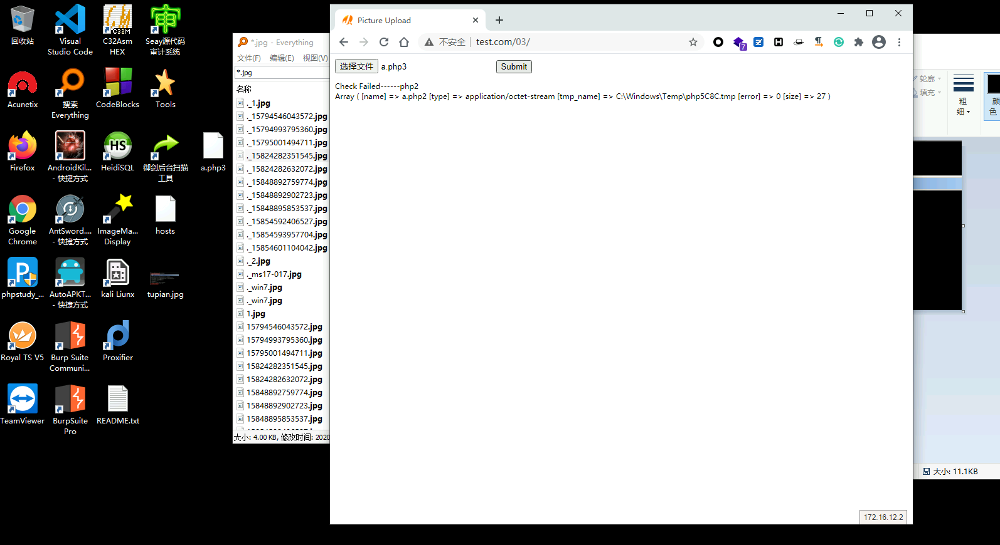 回收站
Visual
Studio Code
C32M
C32Asm
HEX
审
Seay源代码
审计系统
Acunetix
搜索
Everything
CodeBlocks
Tools
Firefox
AndroidKil...
- 快捷方式
HS
HeidiSQL
御剑后台扫描
工具
a.php3
Google
Chrome
AntSword....
- 快捷方式
ImageMa...
Display
hosts
phpstudy_...
AutoAPKT...
- 快捷方式
kali Liunx
tupian.jpg
Royal TS V5
Burp Suite
Communi...
Proxifier
TeamViewer
BurpSuite
Pro
README.txt
*.jpg - Everything
文件(F) 编辑(E) 视图(V)
*.jpg
名称
._1.jpg
._15794546043572.jpg
._15794993795360.jpg
._15795001494711.jpg
._15824282351545.jpg
._15824282632072.jpg
._15848892759774.jpg
._15848892902723.jpg
._15848895853537.jpg
._15854592406527.jpg
._15854593957704.jpg
._15854601104042.jpg
._2.jpg
._ms17-017.jpg
._win7.jpg
._win7.jpg
1.jpg
15794546043572.jpg
15794993795360.jpg
15795001494711.jpg
15824282351545.jpg
15824282632072.jpg
15848892759774.jpg
15848892902723.jpg
15848895853537.jpg
大小: 4.00 KB, 修改时间: 2020
Picture Upload
不安全 test.com/03/
7
选择文件 a.php3 Submit
Check Failed------php2
Array ( [name] => a.php2 [type] => application/octet-stream [tmp_name] => C:\Windows\Temp\php5C8C.tmp [error] => 0 [size] => 27 )
172.16.12.2
轮廓
填充
粗
细
颜
色
大小: 11.1KB